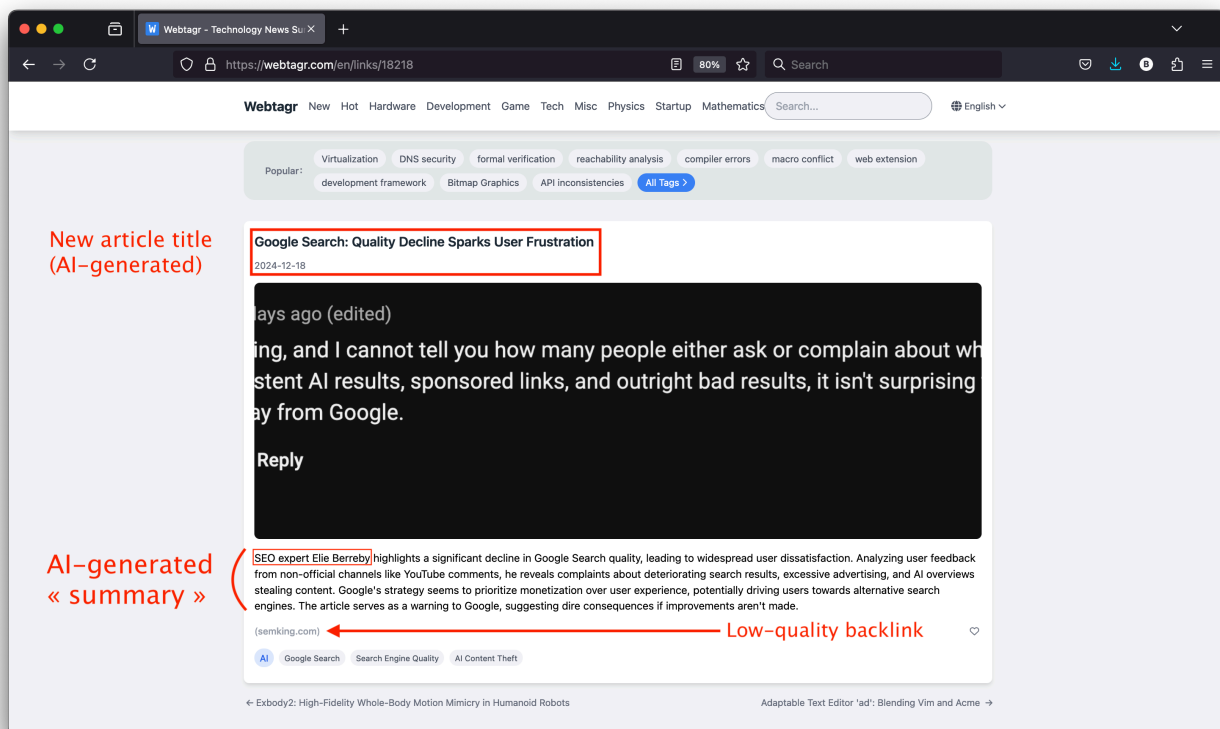 Webtagr - Technology News Su
https://webtagr.com/en/links/18218
80%
Search
B
Webtagr New Hot Hardware Development Game Tech Misc Physics Startup Mathematics Search... English
Popular:
Virtualization DNS security formal verification reachability analysis compiler errors macro conflict web extension
development framework Bitmap Graphics API inconsistencies All Tags >
New article title
(AI-generated)
Google Search: Quality Decline Sparks User Frustration
2024-12-18
days ago (edited)
ing, and I cannot tell you how many people either ask or complain about wh
stent AI results, sponsored links, and outright bad results, it isn't surprising
ay from Google.
Reply
AI-generated
« summary »
SEO expert Elie Berreby highlights a significant decline in Google Search quality, leading to widespread user dissatisfaction. Analyzing user feedback
from non-official channels like YouTube comments, he reveals complaints about deteriorating search results, excessive advertising, and AI overviews
stealing content. Google's strategy seems to prioritize monetization over user experience, potentially driving users towards alternative search
engines. The article serves as a warning to Google, suggesting dire consequences if improvements aren't made.
(semking.com)
Low-quality backlink
AI Google Search Search Engine Quality AI Content Theft
← Exbody2: High-Fidelity Whole-Body Motion Mimicry in Humanoid Robots
Adaptable Text Editor 'ad': Blending Vim and Acme →